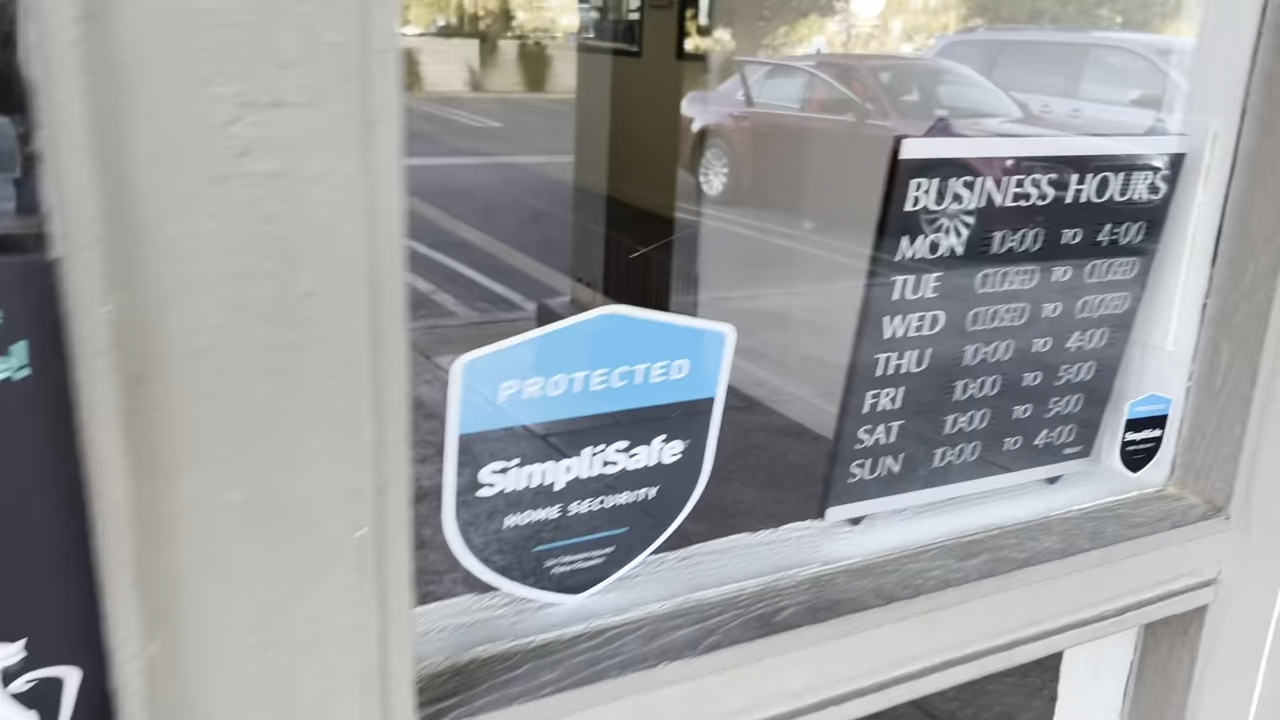 PROTECTED
SimpliSafe
HOME SECURITY
BUSINESS HOURS
MON 10:00 TO 4:00
TUE CLOSED TO CLOSED
WED CLOSED TO CLOSED
THU 10:00 TO 4:00
FRI 10:00 TO 5:00
SAT 10:00 TO 5:00
SUN 10:00 TO 4:00
PROTECTED
SimpliSafe